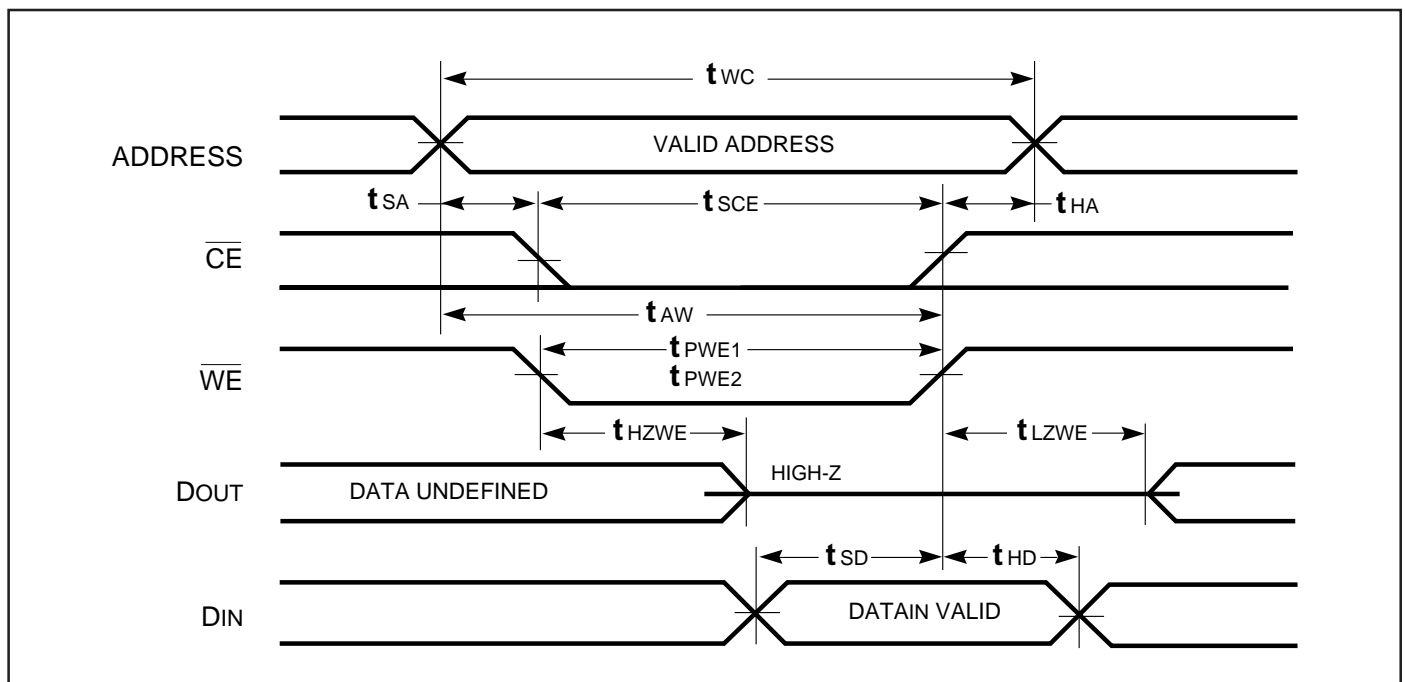 tWC
ADDRESS
VALID ADDRESS
tSA
tSCE
tHA
CE
tAW
tPWE1
WE
tPWE2
tHZWE
tLZWE
HIGH-Z
DOUT
DATA UNDEFINED
tSD
tHD
DIN
DATAIN VALID